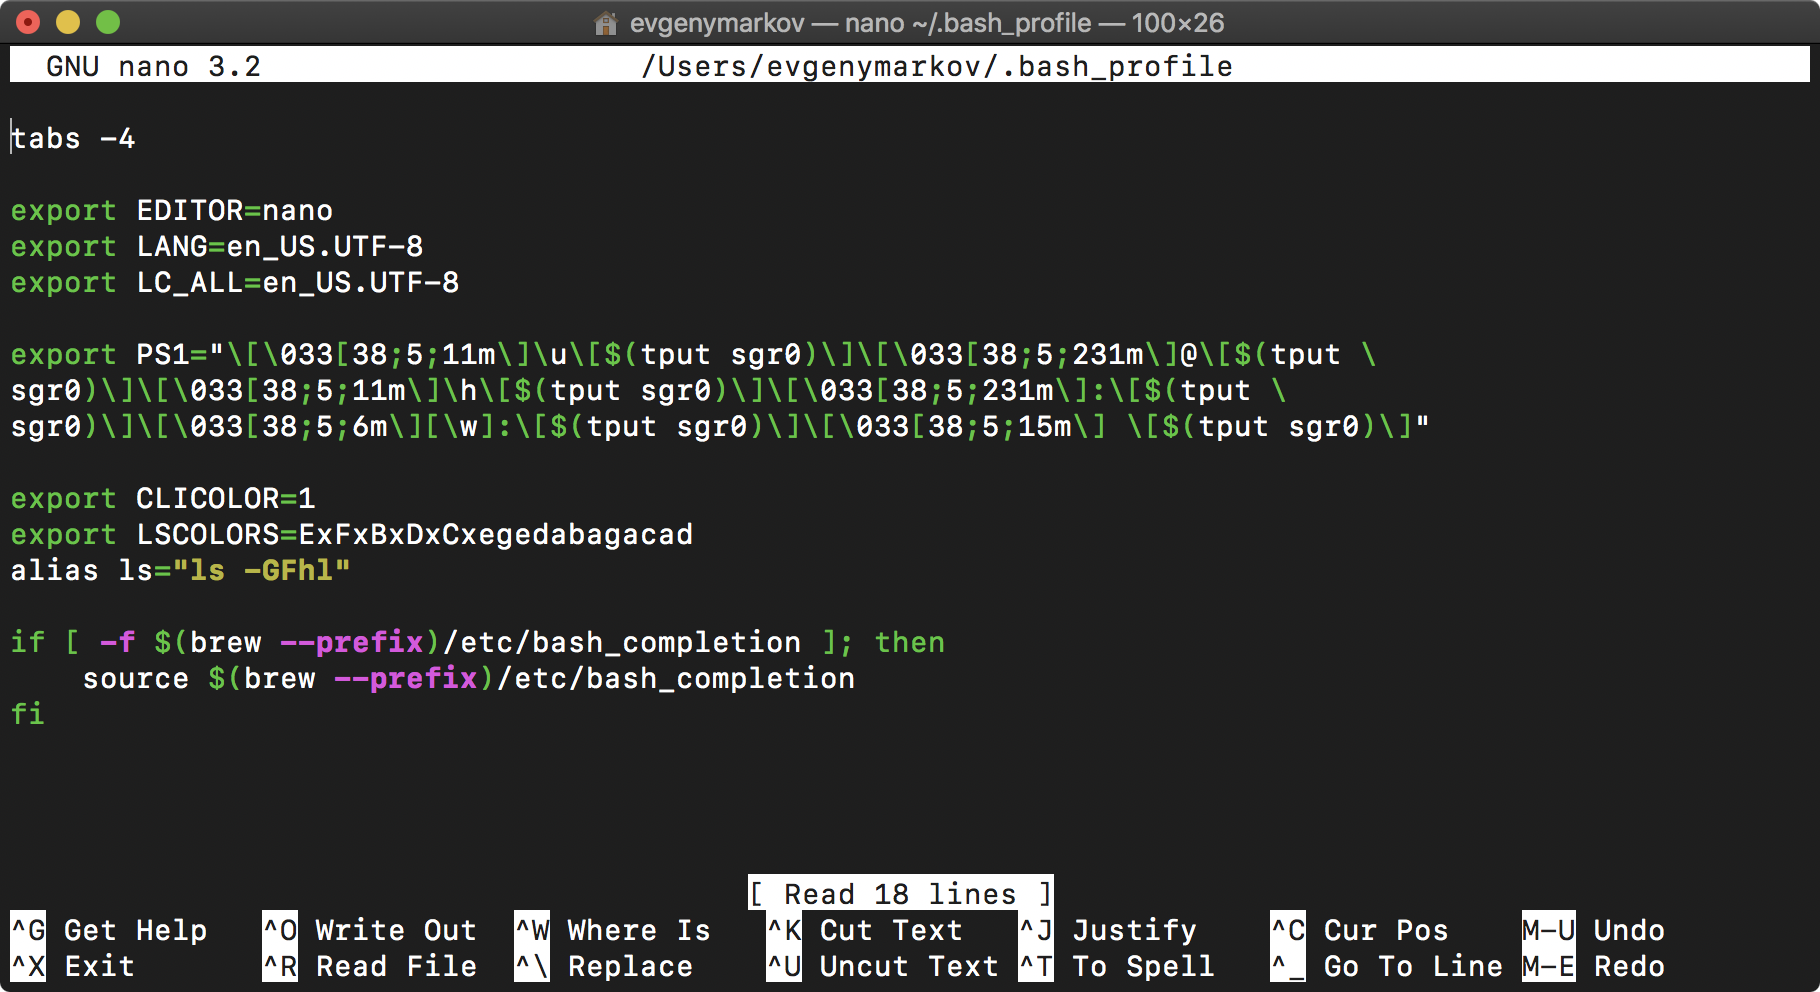 evgenymarkov — nano ~/.bash_profile — 100×26
GNU nano 3.2 /Users/evgenymarkov/.bash_profile
tabs -4
export EDITOR=nano
export LANG=en_US.UTF-8
export LC_ALL=en_US.UTF-8
export PS1="\[\033[38;5;11m\]\u\[$(tput sgr0)\]\[\033[38;5;231m\]@\[$(tput \
sgr0)\]\[\033[38;5;11m\]\h\[$(tput sgr0)\]\[\033[38;5;231m\]:\[$(tput \
sgr0)\]\[\033[38;5;6m\][\w]:\[$(tput sgr0)\]\[\033[38;5;15m\] \[$(tput sgr0)\]"
export CLICOLOR=1
export LSCOLORS=ExFxBxDxCxegedabagacad
alias ls="ls -GFhl"
if [ -f $(brew --prefix)/etc/bash_completion ]; then
    source $(brew --prefix)/etc/bash_completion
fi
[ Read 18 lines ]
^G Get Help ^O Write Out ^W Where Is ^K Cut Text ^J Justify ^C Cur Pos M-U Undo
^X Exit ^R Read File ^\ Replace ^U Uncut Text ^T To Spell ^_ Go To Line M-E Redo